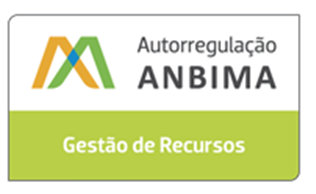 Autorregulação
ANBIMA
Gestão de Recursos